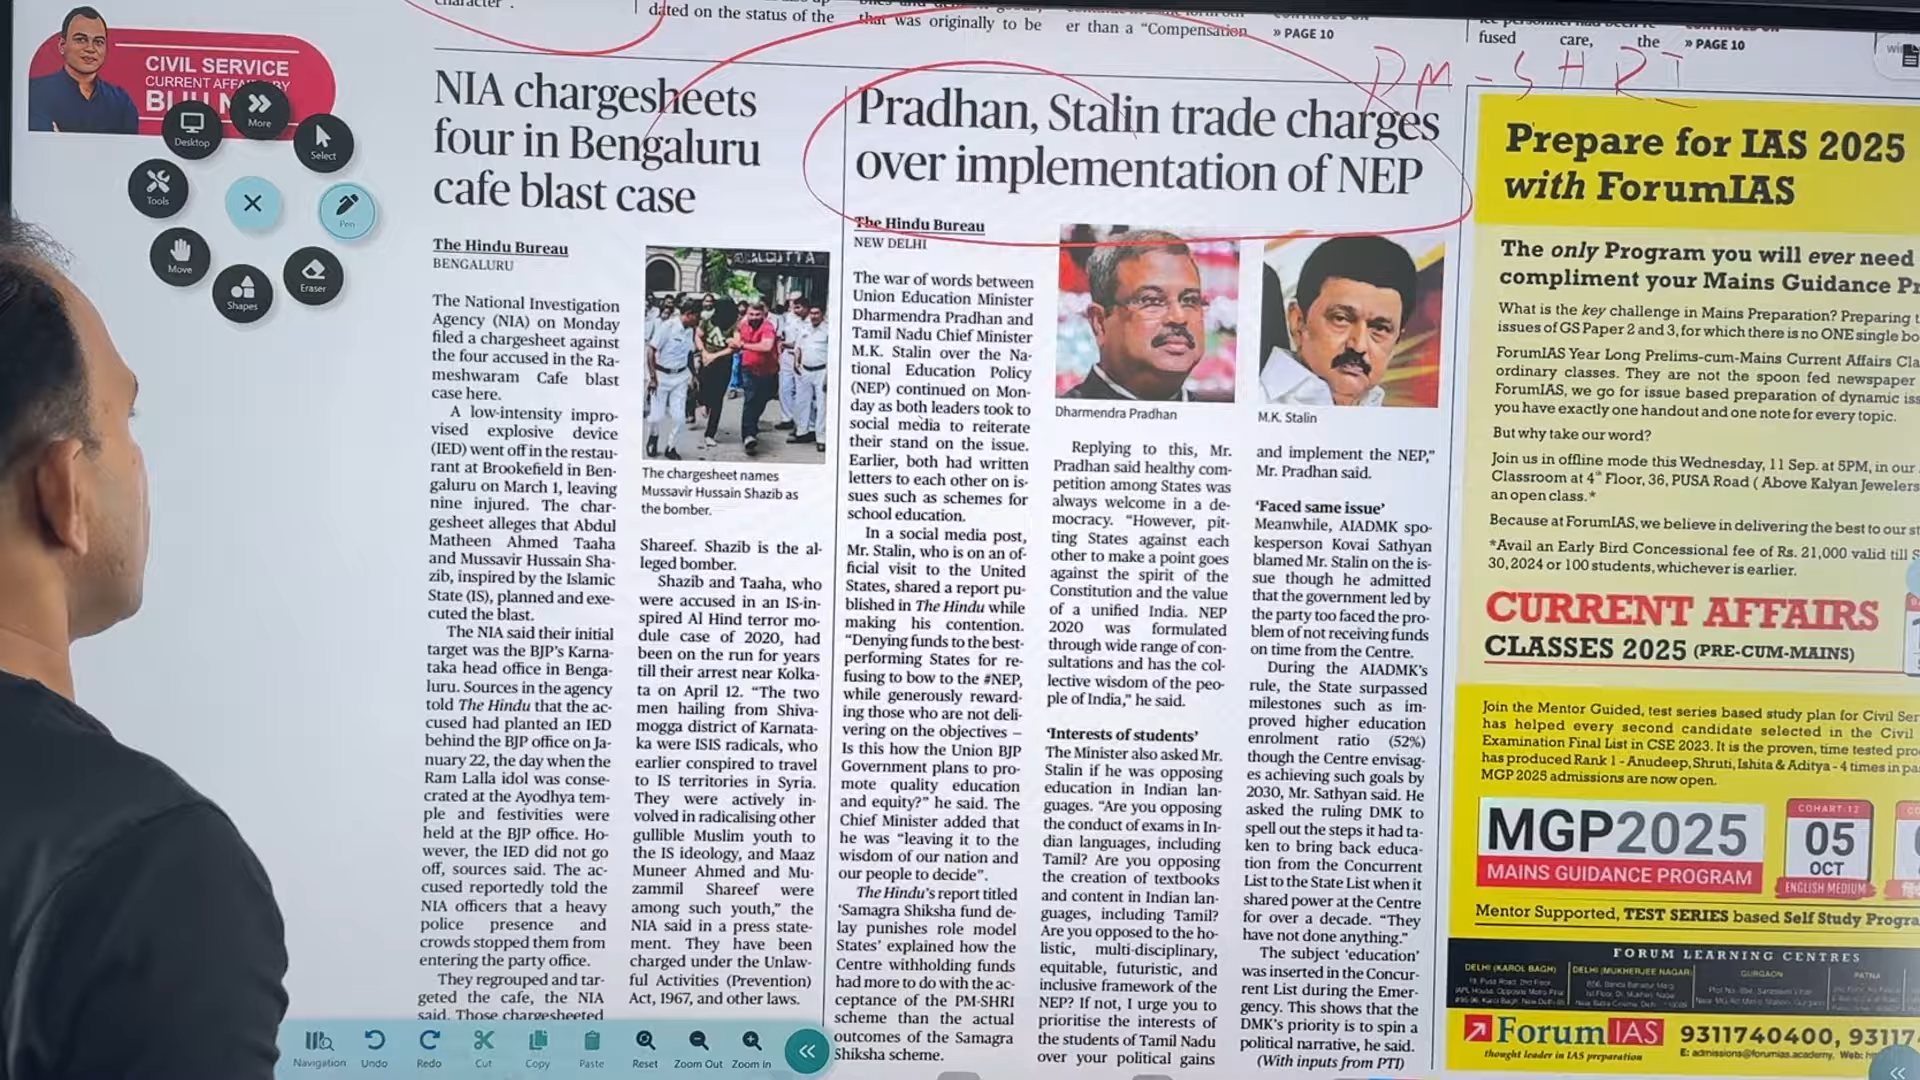 character".
dated on the status of the
that was originally to be
er than a "Compensation
» PAGE 10
fused care, the
» PAGE 10
PM-SHRI
CIVIL SERVICE
CURRENT AFFAIRS BY
Desktop
More
Select
Tools
Pen
Move
Shapes
Eraser
NIA chargesheets
four in Bengaluru
cafe blast case
The Hindu Bureau
BENGALURU
The National Investigation
Agency (NIA) on Monday
filed a chargesheet against
the four accused in the Ra-
meshwaram Cafe blast
case here.
A low-intensity impro-
vised explosive device
(IED) went off in the restau-
rant at Brookefield in Ben-
galuru on March 1, leaving
nine injured. The char-
gesheet alleges that Abdul
Matheen Ahmed Taaha
and Mussavir Hussain Sha-
zib, inspired by the Islamic
State (IS), planned and exe-
cuted the blast.
The NIA said their initial
target was the BJP's Karna-
taka head office in Benga-
luru. Sources in the agency
told The Hindu that the ac-
cused had planted an IED
behind the BJP office on Ja-
nuary 22, the day when the
Ram Lalla idol was conse-
crated at the Ayodhya tem-
ple and festivities were
held at the BJP office. Ho-
wever, the IED did not go
off, sources said. The ac-
cused reportedly told the
NIA officers that a heavy
police presence and
crowds stopped them from
entering the party office.
They regrouped and tar-
geted the cafe, the NIA
said. Those chargesheeted
CALCUTTA
The chargesheet names
Mussavir Hussain Shazib as
the bomber.
Shareef. Shazib is the al-
leged bomber.
Shazib and Taaha, who
were accused in an IS-in-
spired Al Hind terror mo-
dule case of 2020, had
been on the run for years
till their arrest near Kolka-
ta on April 12. "The two
men hailing from Shiva-
mogga district of Karnata-
ka were ISIS radicals, who
earlier conspired to travel
to IS territories in Syria.
They were actively in-
volved in radicalising other
gullible Muslim youth to
the IS ideology, and Maaz
Muneer Ahmed and Mu-
zammil Shareef were
among such youth," the
NIA said in a press state-
ment. They have been
charged under the Unlaw-
ful Activities (Prevention)
Act, 1967, and other laws.
Pradhan, Stalin trade charges
over implementation of NEP
The Hindu Bureau
NEW DELHI
The war of words between
Union Education Minister
Dharmendra Pradhan and
Tamil Nadu Chief Minister
M.K. Stalin over the Na-
tional Education Policy
(NEP) continued on Mon-
day as both leaders took to
social media to reiterate
their stand on the issue.
Earlier, both had written
letters to each other on is-
sues such as schemes for
school education.
In a social media post,
Mr. Stalin, who is on an of-
ficial visit to the United
States, shared a report pu-
blished in The Hindu while
making his contention.
"Denying funds to the best-
performing States for re-
fusing to bow to the #NEP,
while generously reward-
ing those who are not deli-
vering on the objectives –
Is this how the Union BJP
Government plans to pro-
mote quality education
and equity?" he said. The
Chief Minister added that
he was "leaving it to the
wisdom of our nation and
our people to decide".
The Hindu's report titled
'Samagra Shiksha fund de-
lay punishes role model
States' explained how the
Centre withholding funds
had more to do with the ac-
ceptance of the PM-SHRI
scheme than the actual
outcomes of the Samagra
Shiksha scheme.
Dharmendra Pradhan
Replying to this, Mr.
Pradhan said healthy com-
petition among States was
always welcome in a de-
mocracy. "However, pit-
ting States against each
other to make a point goes
against the spirit of the
Constitution and the value
of a unified India. NEP
2020 was formulated
through wide range of con-
sultations and has the col-
lective wisdom of the peo-
ple of India," he said.
'Interests of students'
The Minister also asked Mr.
Stalin if he was opposing
education in Indian lan-
guages. "Are you opposing
the conduct of exams in In-
dian languages, including
Tamil? Are you opposing
the creation of textbooks
and content in Indian lan-
guages, including Tamil?
Are you opposed to the ho-
listic, multi-disciplinary,
equitable, futuristic, and
inclusive framework of the
NEP? If not, I urge you to
prioritise the interests of
the students of Tamil Nadu
over your political gains
M.K. Stalin
and implement the NEP,"
Mr. Pradhan said.
'Faced same issue'
Meanwhile, AIADMK spo-
kesperson Kovai Sathyan
blamed Mr. Stalin on the is-
sue though he admitted
that the government led by
the party too faced the pro-
blem of not receiving funds
on time from the Centre.
During the AIADMK's
rule, the State surpassed
milestones such as im-
proved higher education
enrolment ratio (52%)
though the Centre envisag-
es achieving such goals by
2030, Mr. Sathyan said. He
asked the ruling DMK to
spell out the steps it had ta-
ken to bring back educa-
tion from the Concurrent
List to the State List when it
shared power at the Centre
for over a decade. "They
have not done anything."
The subject 'education'
was inserted in the Concur-
rent List during the Emer-
gency. This shows that the
DMK's priority is to spin a
political narrative, he said.
(With inputs from PTI)
Prepare for IAS 2025
with ForumIAS
The only Program you will ever need
compliment your Mains Guidance Pr
What is the key challenge in Mains Preparation? Preparing t
issues of GS Paper 2 and 3, for which there is no ONE single bo
ForumIAS Year Long Prelims-cum-Mains Current Affairs Cla
ordinary classes. They are not the spoon fed newspaper
ForumIAS, we go for issue based preparation of dynamic iss
you have exactly one handout and one note for every topic.
But why take our word?
Join us in offline mode this Wednesday, 11 Sep. at 5PM, in our
Classroom at 4th Floor, 36, PUSA Road ( Above Kalyan Jewelers
an open class.*
Because at ForumIAS, we believe in delivering the best to our st
*Avail an Early Bird Concessional fee of Rs. 21,000 valid till S
30, 2024 or 100 students, whichever is earlier.
CURRENT AFFAIRS
CLASSES 2025 (PRE-CUM-MAINS)
Join the Mentor Guided, test series based study plan for Civil Ser
has helped every second candidate selected in the Civil
Examination Final List in CSE 2023. It is the proven, time tested pro
has produced Rank 1 - Anudeep, Shruti, Ishita & Aditya - 4 times in pa
MGP 2025 admissions are now open.
MGP2025
MAINS GUIDANCE PROGRAM
COHART-12
05
OCT
ENGLISH MEDIUM
Mentor Supported, TEST SERIES based Self Study Progra
FORUM LEARNING CENTRES
DELHI (KAROL BAGH)
DELHI (MUKHERJEE NAGAR)
GURGAON
PATNA
ForumIAS
thought leader in IAS preparation
9311740400, 93117
E: admissions@forumias.academy, Web:
Navigation
Undo
Redo
Cut
Copy
Paste
Reset
Zoom Out
Zoom In